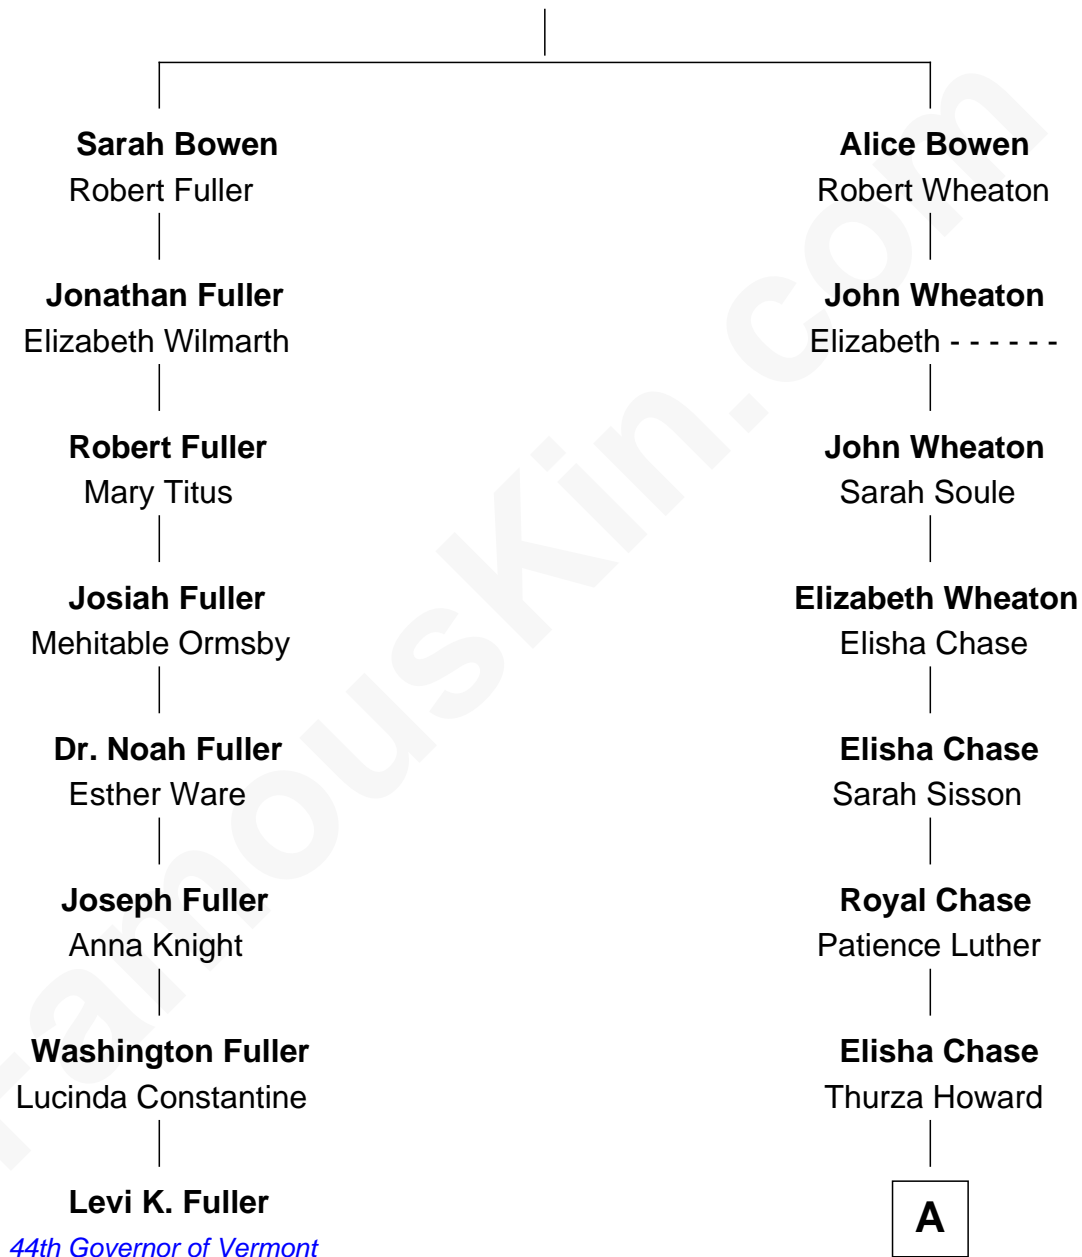 Sarah Bowen
Robert Fuller
Jonathan Fuller
Elizabeth Wilmarth
Robert Fuller
Mary Titus
Josiah Fuller
Mehitable Ormsby
Dr. Noah Fuller
Esther Ware
Joseph Fuller
Anna Knight
Washington Fuller
Lucinda Constantine
Levi K. Fuller
44th Governor of Vermont
Alice Bowen
Robert Wheaton
John Wheaton
Elizabeth - - - - - -
John Wheaton
Sarah Soule
Elizabeth Wheaton
Elisha Chase
Elisha Chase
Sarah Sisson
Royal Chase
Patience Luther
Elisha Chase
Thurza Howard
A
FamousKin.com